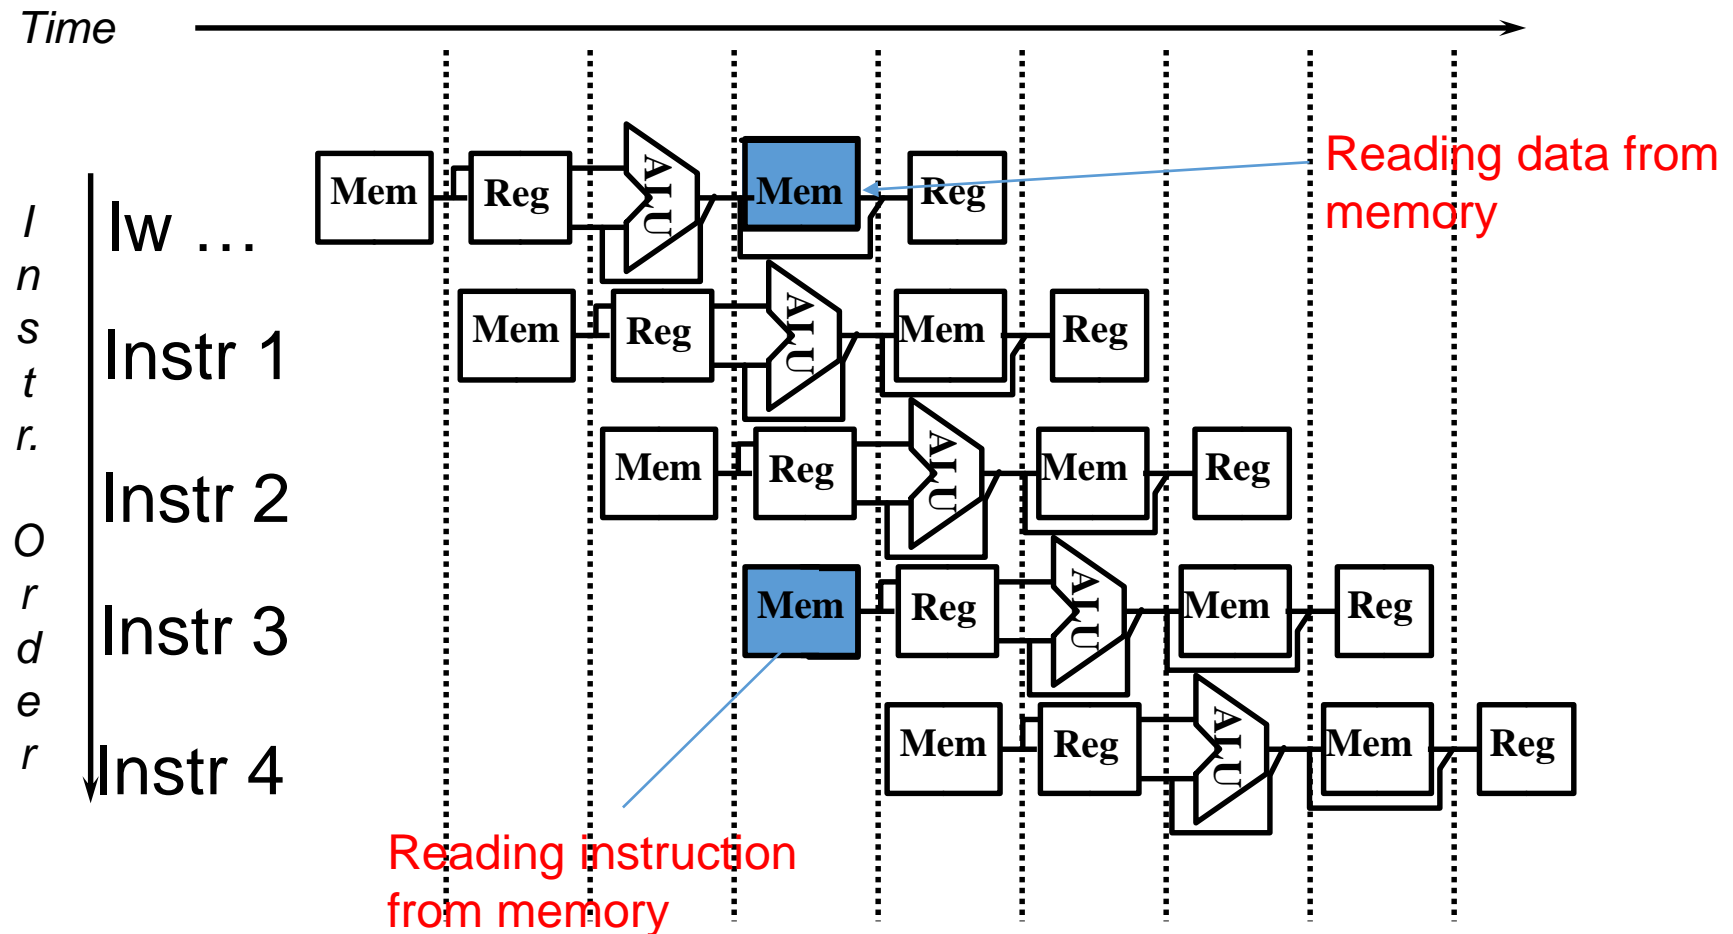 Time
Reading data from
memory
Instr. Order
lw …
Mem Reg ALU Mem Reg
Instr 1
Mem Reg ALU Mem Reg
Instr 2
Mem Reg ALU Mem Reg
Instr 3
Mem Reg ALU Mem Reg
Instr 4
Mem Reg ALU Mem Reg
Reading instruction
from memory